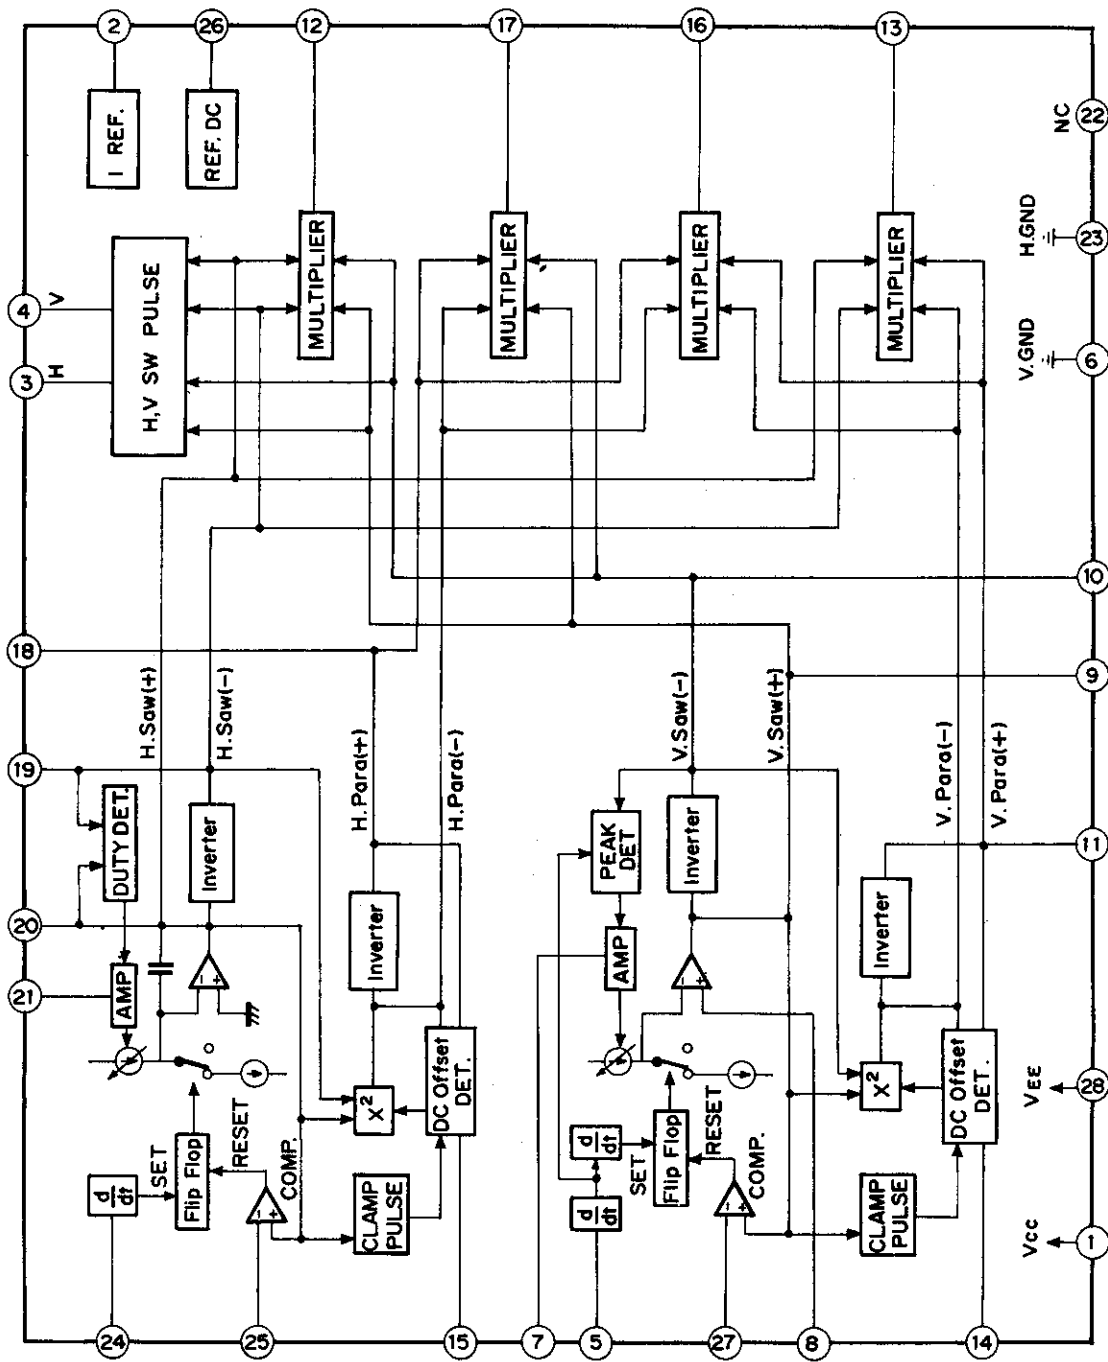 2
26
12
17
16
13
I REF.
REF. DC
NC
22
H.GND
23
V.GND
6
4
V
3
H
H,V SW PULSE
MULTIPLIER
MULTIPLIER
MULTIPLIER
MULTIPLIER
10
18
9
H.Saw(+)
H.Saw(-)
H.Para(+)
H.Para(-)
V.Saw(-)
V.Saw(+)
V.Para(-)
V.Para(+)
19
11
DUTY DET.
Inverter
PEAK
DET
Inverter
20
Inverter
Inverter
21
AMP
-
+
AMP
-
+
X²
DC Offset
DET.
X²
DC Offset
DET.
VEE
28
d
dt
SET
Flip Flop
RESET
-
+
COMP.
CLAMP
PULSE
d
dt
d
dt
SET
Flip Flop
RESET
-
+
COMP.
CLAMP
PULSE
Vcc
1
24
25
15
7
5
27
8
14